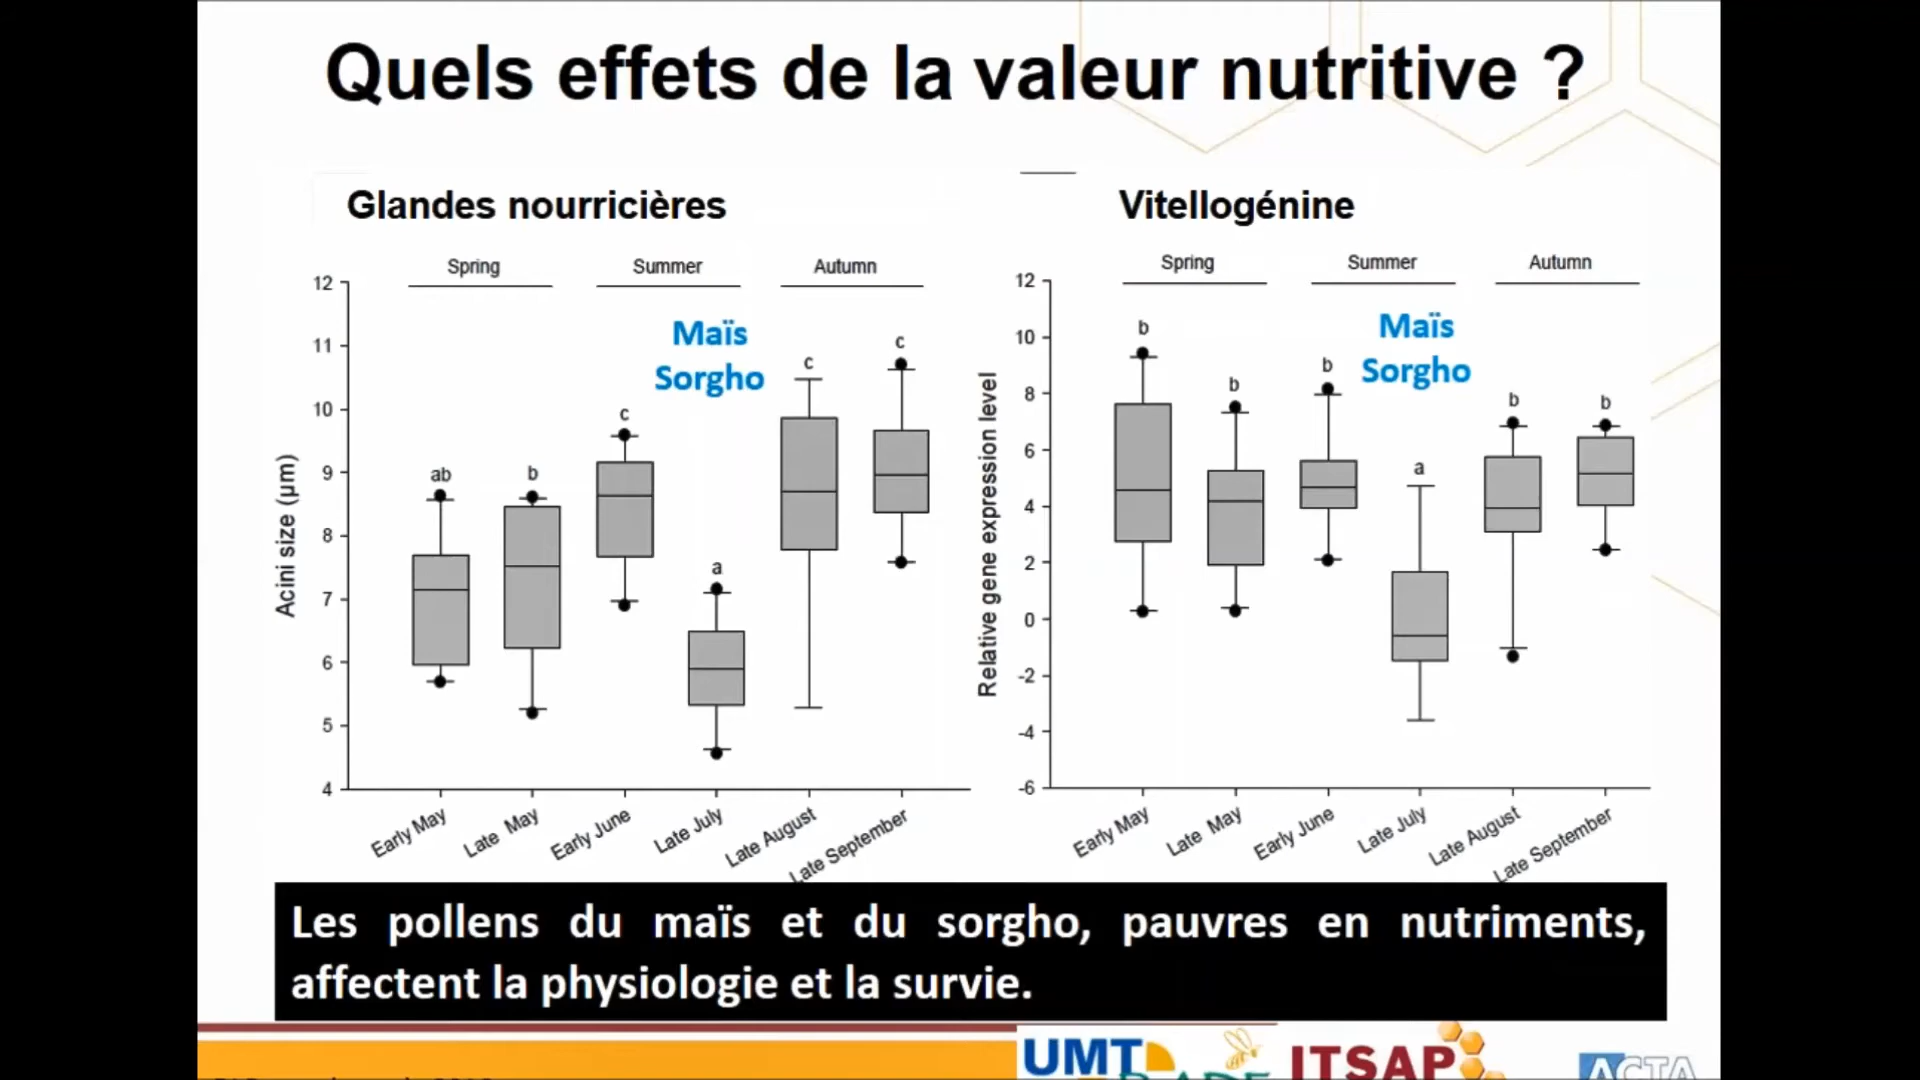 Quels effets de la valeur nutritive ?
Glandes nourricières
Spring Summer Autumn
Maïs
Sorgho
Acini size (µm)
12
11
10
9
8
7
6
5
4
ab b c a c c
Early May Late May Early June Late July Late August Late September
Vitellogénine
Spring Summer Autumn
Maïs
Sorgho
Relative gene expression level
12
10
8
6
4
2
0
-2
-4
-6
b b b a b b
Early May Late May Early June Late July Late August Late September
Les pollens du maïs et du sorgho, pauvres en nutriments,
affectent la physiologie et la survie.
UMT
ITSAP
ACTA